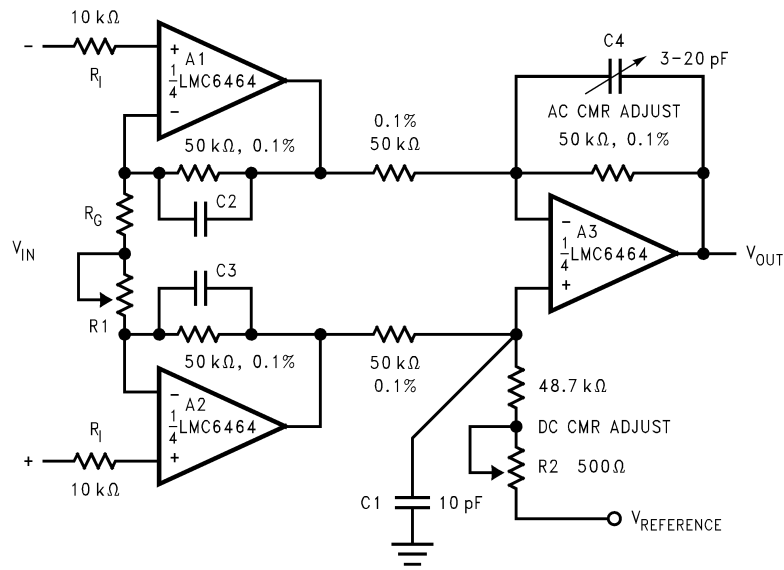 10 kΩ
−
R_I
+
A1
1/4 LMC6464
−
50 kΩ, 0.1%
C2
0.1%
50 kΩ
C4
3-20 pF
AC CMR ADJUST
50 kΩ, 0.1%
R_G
V_IN
R1
C3
50 kΩ, 0.1%
−
A3
1/4 LMC6464
+
V_OUT
50 kΩ
0.1%
−
A2
1/4 LMC6464
+
R_I
+
10 kΩ
48.7 kΩ
DC CMR ADJUST
R2 500Ω
C1
10 pF
V_REFERENCE